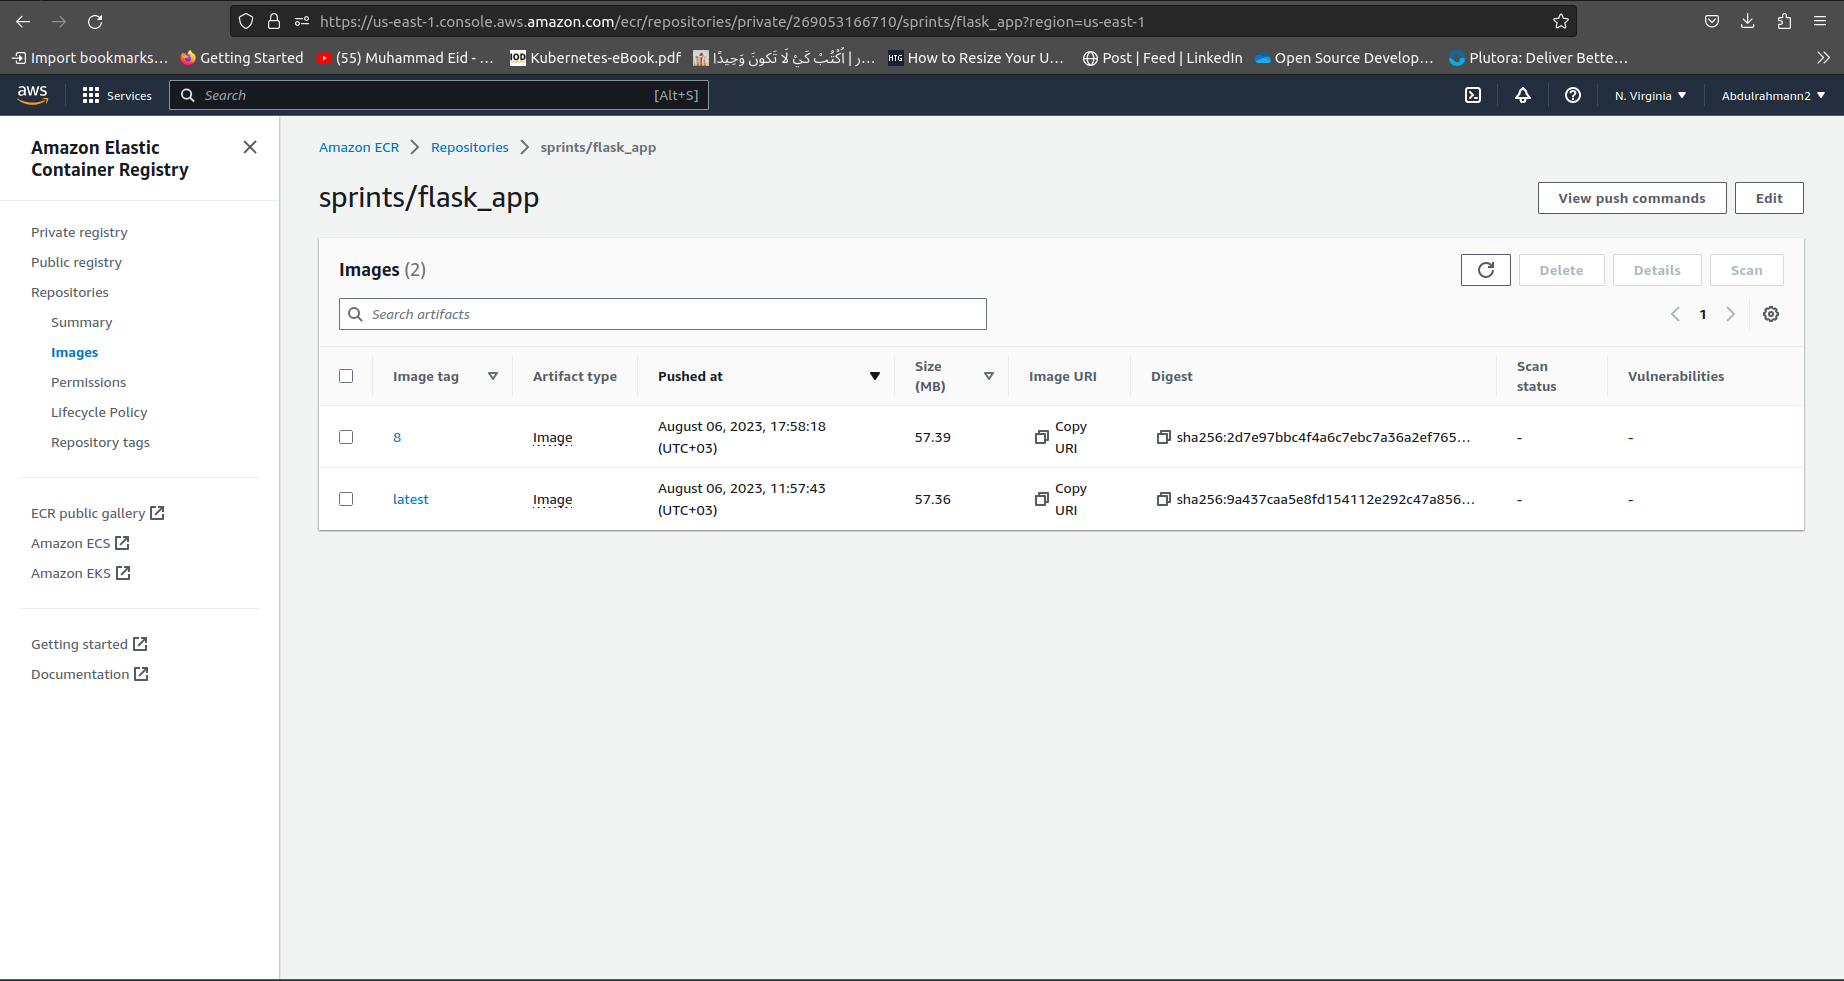 https://us-east-1.console.aws.amazon.com/ecr/repositories/private/269053166710/sprints/flask_app?region=us-east-1
Import bookmarks… Getting Started (55) Muhammad Eid - … Kubernetes-eBook.pdf ر | اُكْتُبْ كَيْ لَا تَكونَ وَحِيدًا… How to Resize Your U… Post | Feed | LinkedIn Open Source Develop… Plutora: Deliver Bette…
aws Services Search [Alt+S] N. Virginia Abdulrahmann2
Amazon Elastic
Container Registry
Private registry
Public registry
Repositories
Summary
Images
Permissions
Lifecycle Policy
Repository tags
ECR public gallery
Amazon ECS
Amazon EKS
Getting started
Documentation
Amazon ECR Repositories sprints/flask_app
sprints/flask_app
View push commands Edit
Images (2)
Delete Details Scan
Search artifacts
1
Image tag Artifact type Pushed at Size (MB) Image URI Digest Scan status Vulnerabilities
8 Image August 06, 2023, 17:58:18 (UTC+03) 57.39 Copy URI sha256:2d7e97bbc4f4a6c7ebc7a36a2ef765… - -
latest Image August 06, 2023, 11:57:43 (UTC+03) 57.36 Copy URI sha256:9a437caa5e8fd154112e292c47a856… - -